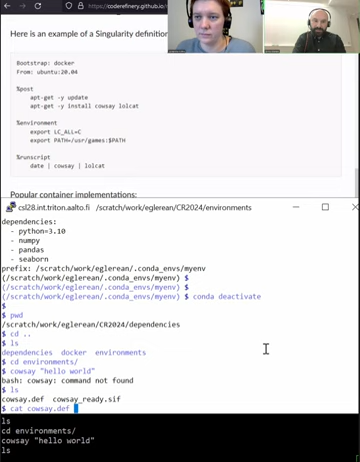 https://coderefinery.github.io/
Here is an example of a Singularity definition
Bootstrap: docker
From: ubuntu:20.04
%post
apt-get -y update
apt-get -y install cowsay lolcat
%environment
export LC_ALL=C
export PATH=/usr/games:$PATH
%runscript
date | cowsay | lolcat
Popular container implementations:
csl28.int.triton.aalto.fi /scratch/work/eglerean/CR2024/environments
dependencies:
- python=3.10
- numpy
- pandas
- seaborn
prefix: /scratch/work/eglerean/.conda_envs/myenv
(/scratch/work/eglerean/.conda_envs/myenv) $
(/scratch/work/eglerean/.conda_envs/myenv) $
(/scratch/work/eglerean/.conda_envs/myenv) $ conda deactivate
$
$ pwd
/scratch/work/eglerean/CR2024/dependencies
$ cd ..
$ ls
dependencies docker environments
$ cd environments/
$ cowsay "hello world"
bash: cowsay: command not found
$ ls
cowsay.def cowsay_ready.sif
$ cat cowsay.def
ls
cd environments/
cowsay "hello world"
ls